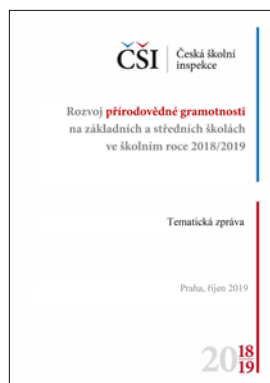 ČŠI
Česká školní
inspekce
Rozvoj přírodovědné gramotnosti
na základních a středních školách
ve školním roce 2018/2019
Tematická zpráva
Praha, říjen 2019
2018
19